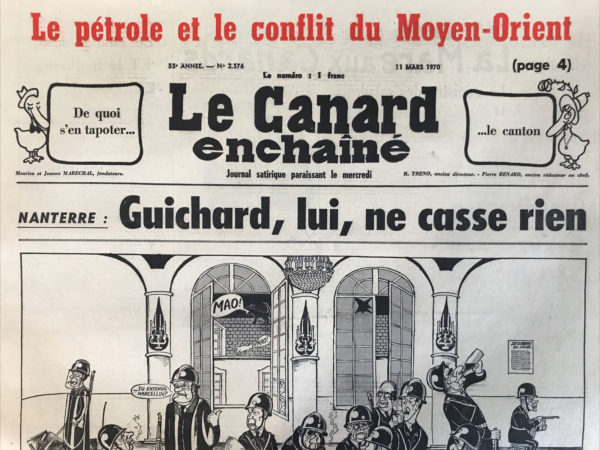 Le pétrole et le conflit du Moyen-Orient
55e ANNÉE. — No 2.576
11 MARS 1970
(page 4)
Le numéro : 1 franc
De quoi
s'en tapoter...
Le Canard
enchaîné
...le canton
Maurice et Jeanne MARECHAL, fondateurs.
Journal satirique paraissant le mercredi
R. TRENO, ancien directeur. - Pierre BENARD, ancien rédacteur en chef.
NANTERRE : Guichard, lui, ne casse rien
MAO!
MARCELLIN?